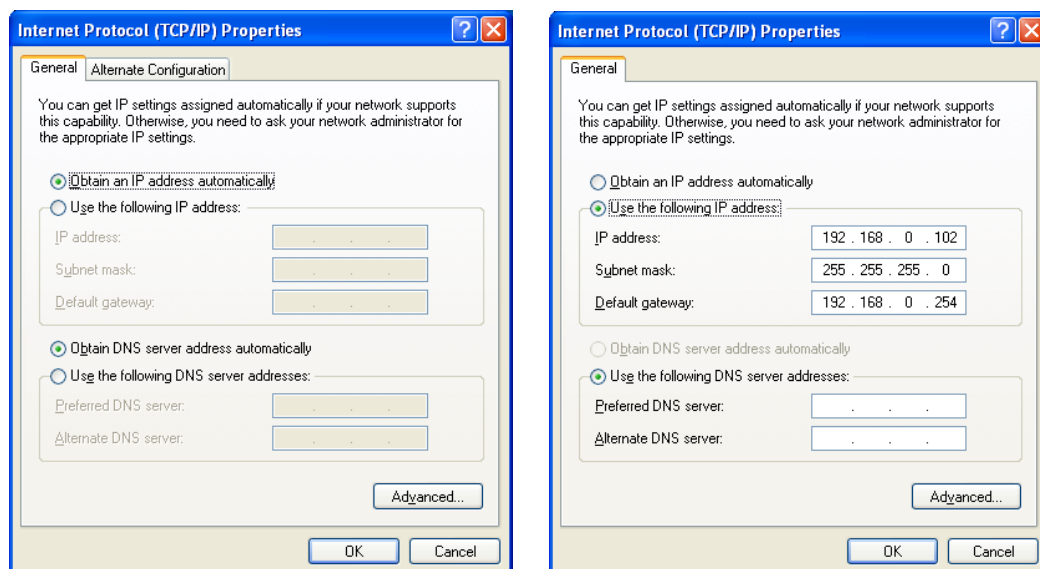 Internet Protocol (TCP/IP) Properties
General
Alternate Configuration
You can get IP settings assigned automatically if your network supports
this capability. Otherwise, you need to ask your network administrator for
the appropriate IP settings.
Obtain an IP address automatically
Use the following IP address:
IP address:
Subnet mask:
Default gateway:
Obtain DNS server address automatically
Use the following DNS server addresses:
Preferred DNS server:
Alternate DNS server:
Advanced...
OK
Cancel
Internet Protocol (TCP/IP) Properties
General
You can get IP settings assigned automatically if your network supports
this capability. Otherwise, you need to ask your network administrator for
the appropriate IP settings.
Obtain an IP address automatically
Use the following IP address:
IP address: 192 . 168 . 0 . 102
Subnet mask: 255 . 255 . 255 . 0
Default gateway: 192 . 168 . 0 . 254
Obtain DNS server address automatically
Use the following DNS server addresses:
Preferred DNS server:
Alternate DNS server:
Advanced...
OK
Cancel